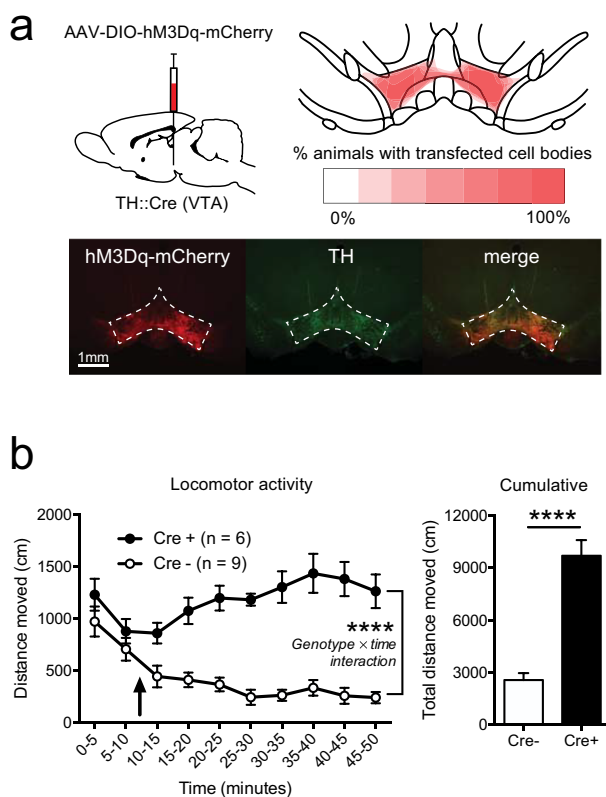 a
AAV-DIO-hM3Dq-mCherry
TH::Cre (VTA)
% animals with transfected cell bodies
0% 100%
hM3Dq-mCherry TH merge
1mm
b
Locomotor activity
Distance moved (cm)
2000
1500
1000
500
0
Cre + (n = 6)
Cre - (n = 9)
****
Genotype × time
interaction
0-5 5-10 10-15 15-20 20-25 25-30 30-35 35-40 40-45 45-50
Time (minutes)
Cumulative
Total distance moved (cm)
12000
9000
6000
3000
0
****
Cre- Cre+